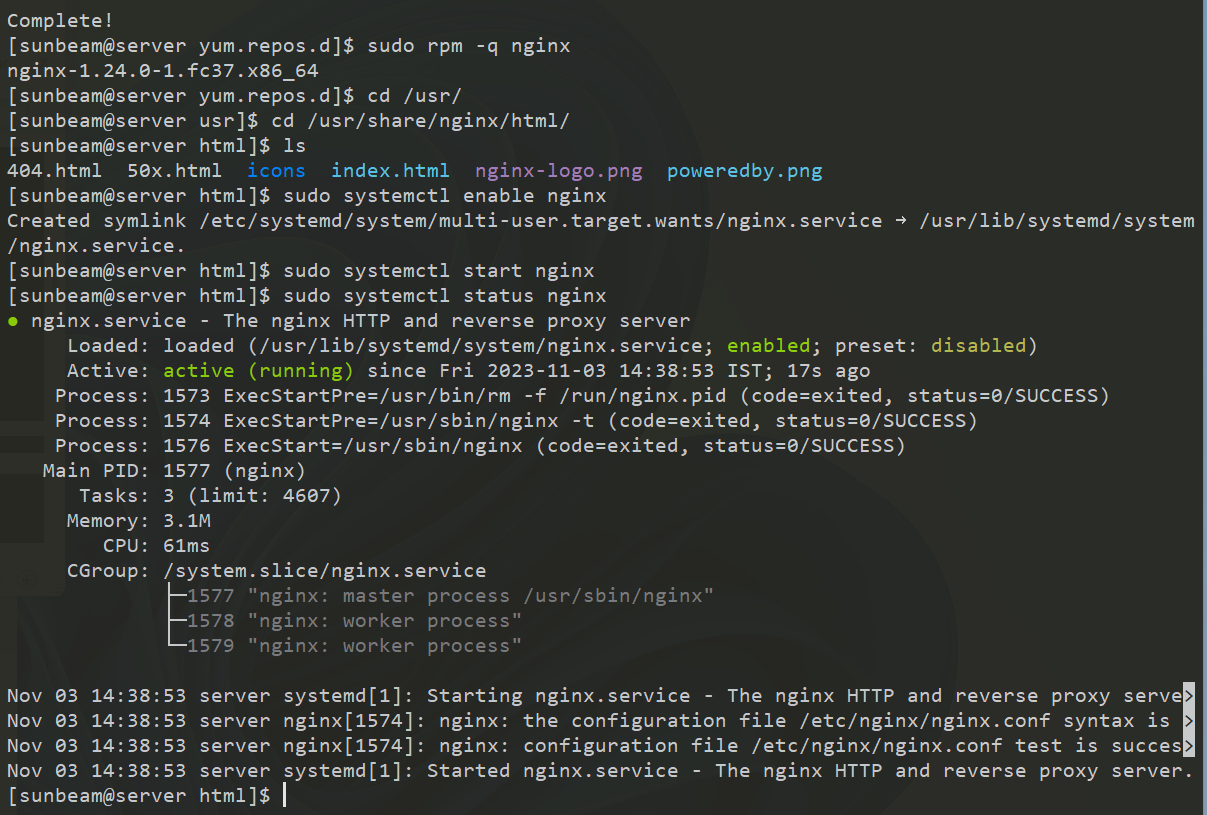 Complete!
[sunbeam@server yum.repos.d]$ sudo rpm -q nginx
nginx-1.24.0-1.fc37.x86_64
[sunbeam@server yum.repos.d]$ cd /usr/
[sunbeam@server usr]$ cd /usr/share/nginx/html/
[sunbeam@server html]$ ls
404.html  50x.html  icons  index.html  nginx-logo.png  poweredby.png
[sunbeam@server html]$ sudo systemctl enable nginx
Created symlink /etc/systemd/system/multi-user.target.wants/nginx.service → /usr/lib/systemd/system
/nginx.service.
[sunbeam@server html]$ sudo systemctl start nginx
[sunbeam@server html]$ sudo systemctl status nginx
● nginx.service - The nginx HTTP and reverse proxy server
     Loaded: loaded (/usr/lib/systemd/system/nginx.service; enabled; preset: disabled)
     Active: active (running) since Fri 2023-11-03 14:38:53 IST; 17s ago
    Process: 1573 ExecStartPre=/usr/bin/rm -f /run/nginx.pid (code=exited, status=0/SUCCESS)
    Process: 1574 ExecStartPre=/usr/sbin/nginx -t (code=exited, status=0/SUCCESS)
    Process: 1576 ExecStart=/usr/sbin/nginx (code=exited, status=0/SUCCESS)
   Main PID: 1577 (nginx)
      Tasks: 3 (limit: 4607)
     Memory: 3.1M
        CPU: 61ms
     CGroup: /system.slice/nginx.service
             ├─1577 "nginx: master process /usr/sbin/nginx"
             ├─1578 "nginx: worker process"
             └─1579 "nginx: worker process"
Nov 03 14:38:53 server systemd[1]: Starting nginx.service - The nginx HTTP and reverse proxy serve>
Nov 03 14:38:53 server nginx[1574]: nginx: the configuration file /etc/nginx/nginx.conf syntax is >
Nov 03 14:38:53 server nginx[1574]: nginx: configuration file /etc/nginx/nginx.conf test is succes>
Nov 03 14:38:53 server systemd[1]: Started nginx.service - The nginx HTTP and reverse proxy server.
[sunbeam@server html]$